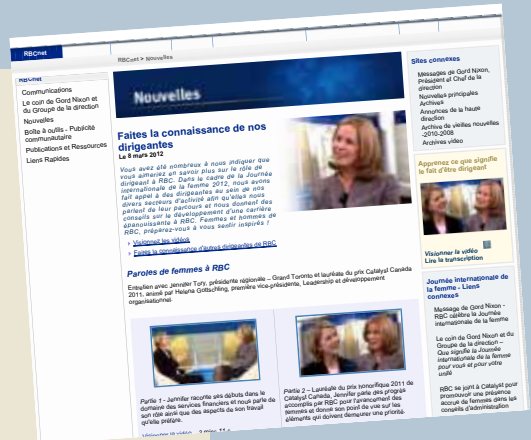 RBCnet
RBCnet > Nouvelles
RBCnet
Communications
Le coin de Gord Nixon et
du Groupe de la direction
Nouvelles
Boîte à outils - Publicité
communautaire
Publications et Ressources
Liens Rapides
Nouvelles
Faites la connaissance de nos
dirigeantes
Le 8 mars 2012
Vous avez été nombreux à nous indiquer que
vous aimeriez en savoir plus sur le rôle de
dirigeant à RBC. Dans le cadre de la Journée
internationale de la femme 2012, nous avons
fait appel à des dirigeantes au sein de nos
divers secteurs d'activité afin qu'elles nous
parlent de leur parcours et nous donnent des
conseils sur le développement d'une carrière
épanouissante à RBC. Femmes et hommes de
RBC, préparez-vous à vous sentir inspirés !
› Visionnez les vidéos
› Faites la connaissance d'autres dirigeantes de RBC
Paroles de femmes à RBC
Entretien avec Jennifer Tory, présidente régionale – Grand Toronto et lauréate du prix Catalyst Canada
2011, animé par Helena Gottschling, première vice-présidente, Leadership et développement
organisationnel.
Partie 1 - Jennifer raconte ses débuts dans le
domaine des services financiers et nous parle de
son rôle ainsi que des aspects de son travail
qu'elle préfère.
Visionner la vidéo
Partie 2 – Lauréate du prix honorifique 2011 de
Catalyst Canada, Jennifer parle des progrès
accomplis par RBC pour l'avancement des
femmes et donne son point de vue sur les
éléments qui doivent demeurer une priorité.
Sites connexes
Messages de Gord Nixon,
président et Chef de la
direction
Nouvelles principales
Archives
Annonces de la haute
direction
Archive de vieilles nouvelles
-2010-2008
Archives video
Apprenez ce que signifie
le fait d'être dirigeant
Visionner la vidéo
Lire la transcription
Journée internationale de
la femme - Liens
connexes
Message de Gord Nixon -
RBC célèbre la Journée
internationale de la femme
Le coin de Gord Nixon et du
Groupe de la direction –
Que signifie la Journée
internationale de la femme
pour vous et pour votre
unité
RBC se joint à Catalyst pour
promouvoir une présence
accrue de femmes dans les
conseils d'administration